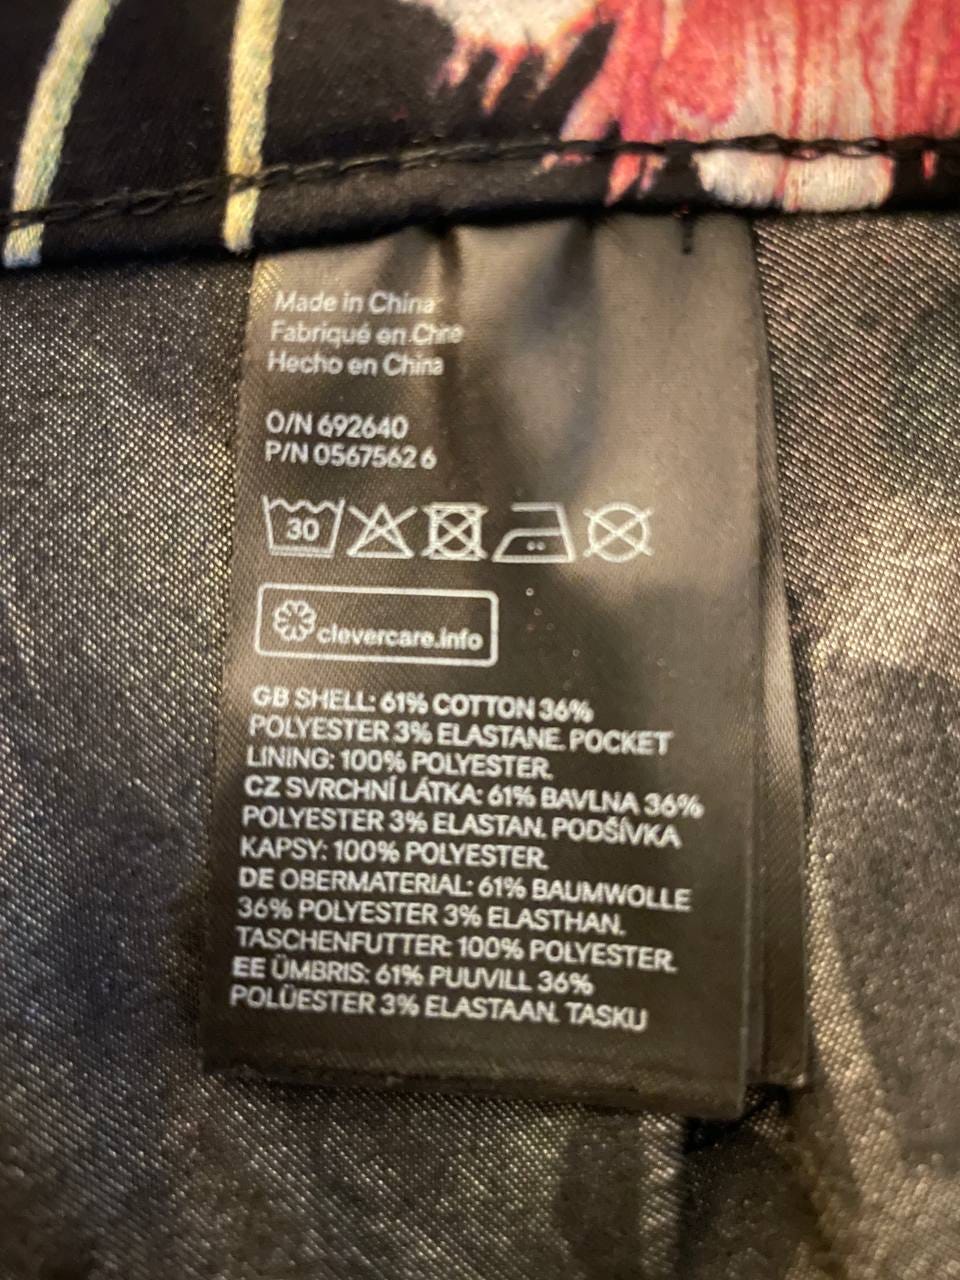 Made in China
Fabriqué en Chine
Hecho en China
O/N 692640
P/N 0567562 6
30
clevercare.info
GB SHELL: 61% COTTON 36%
POLYESTER 3% ELASTANE. POCKET
LINING: 100% POLYESTER.
CZ SVRCHNÍ LÁTKA: 61% BAVLNA 36%
POLYESTER 3% ELASTAN. PODŠÍVKA
KAPSY: 100% POLYESTER.
DE OBERMATERIAL: 61% BAUMWOLLE
36% POLYESTER 3% ELASTHAN.
TASCHENFUTTER: 100% POLYESTER.
EE ÜMBRIS: 61% PUUVILL 36%
POLÜESTER 3% ELASTAAN. TASKU